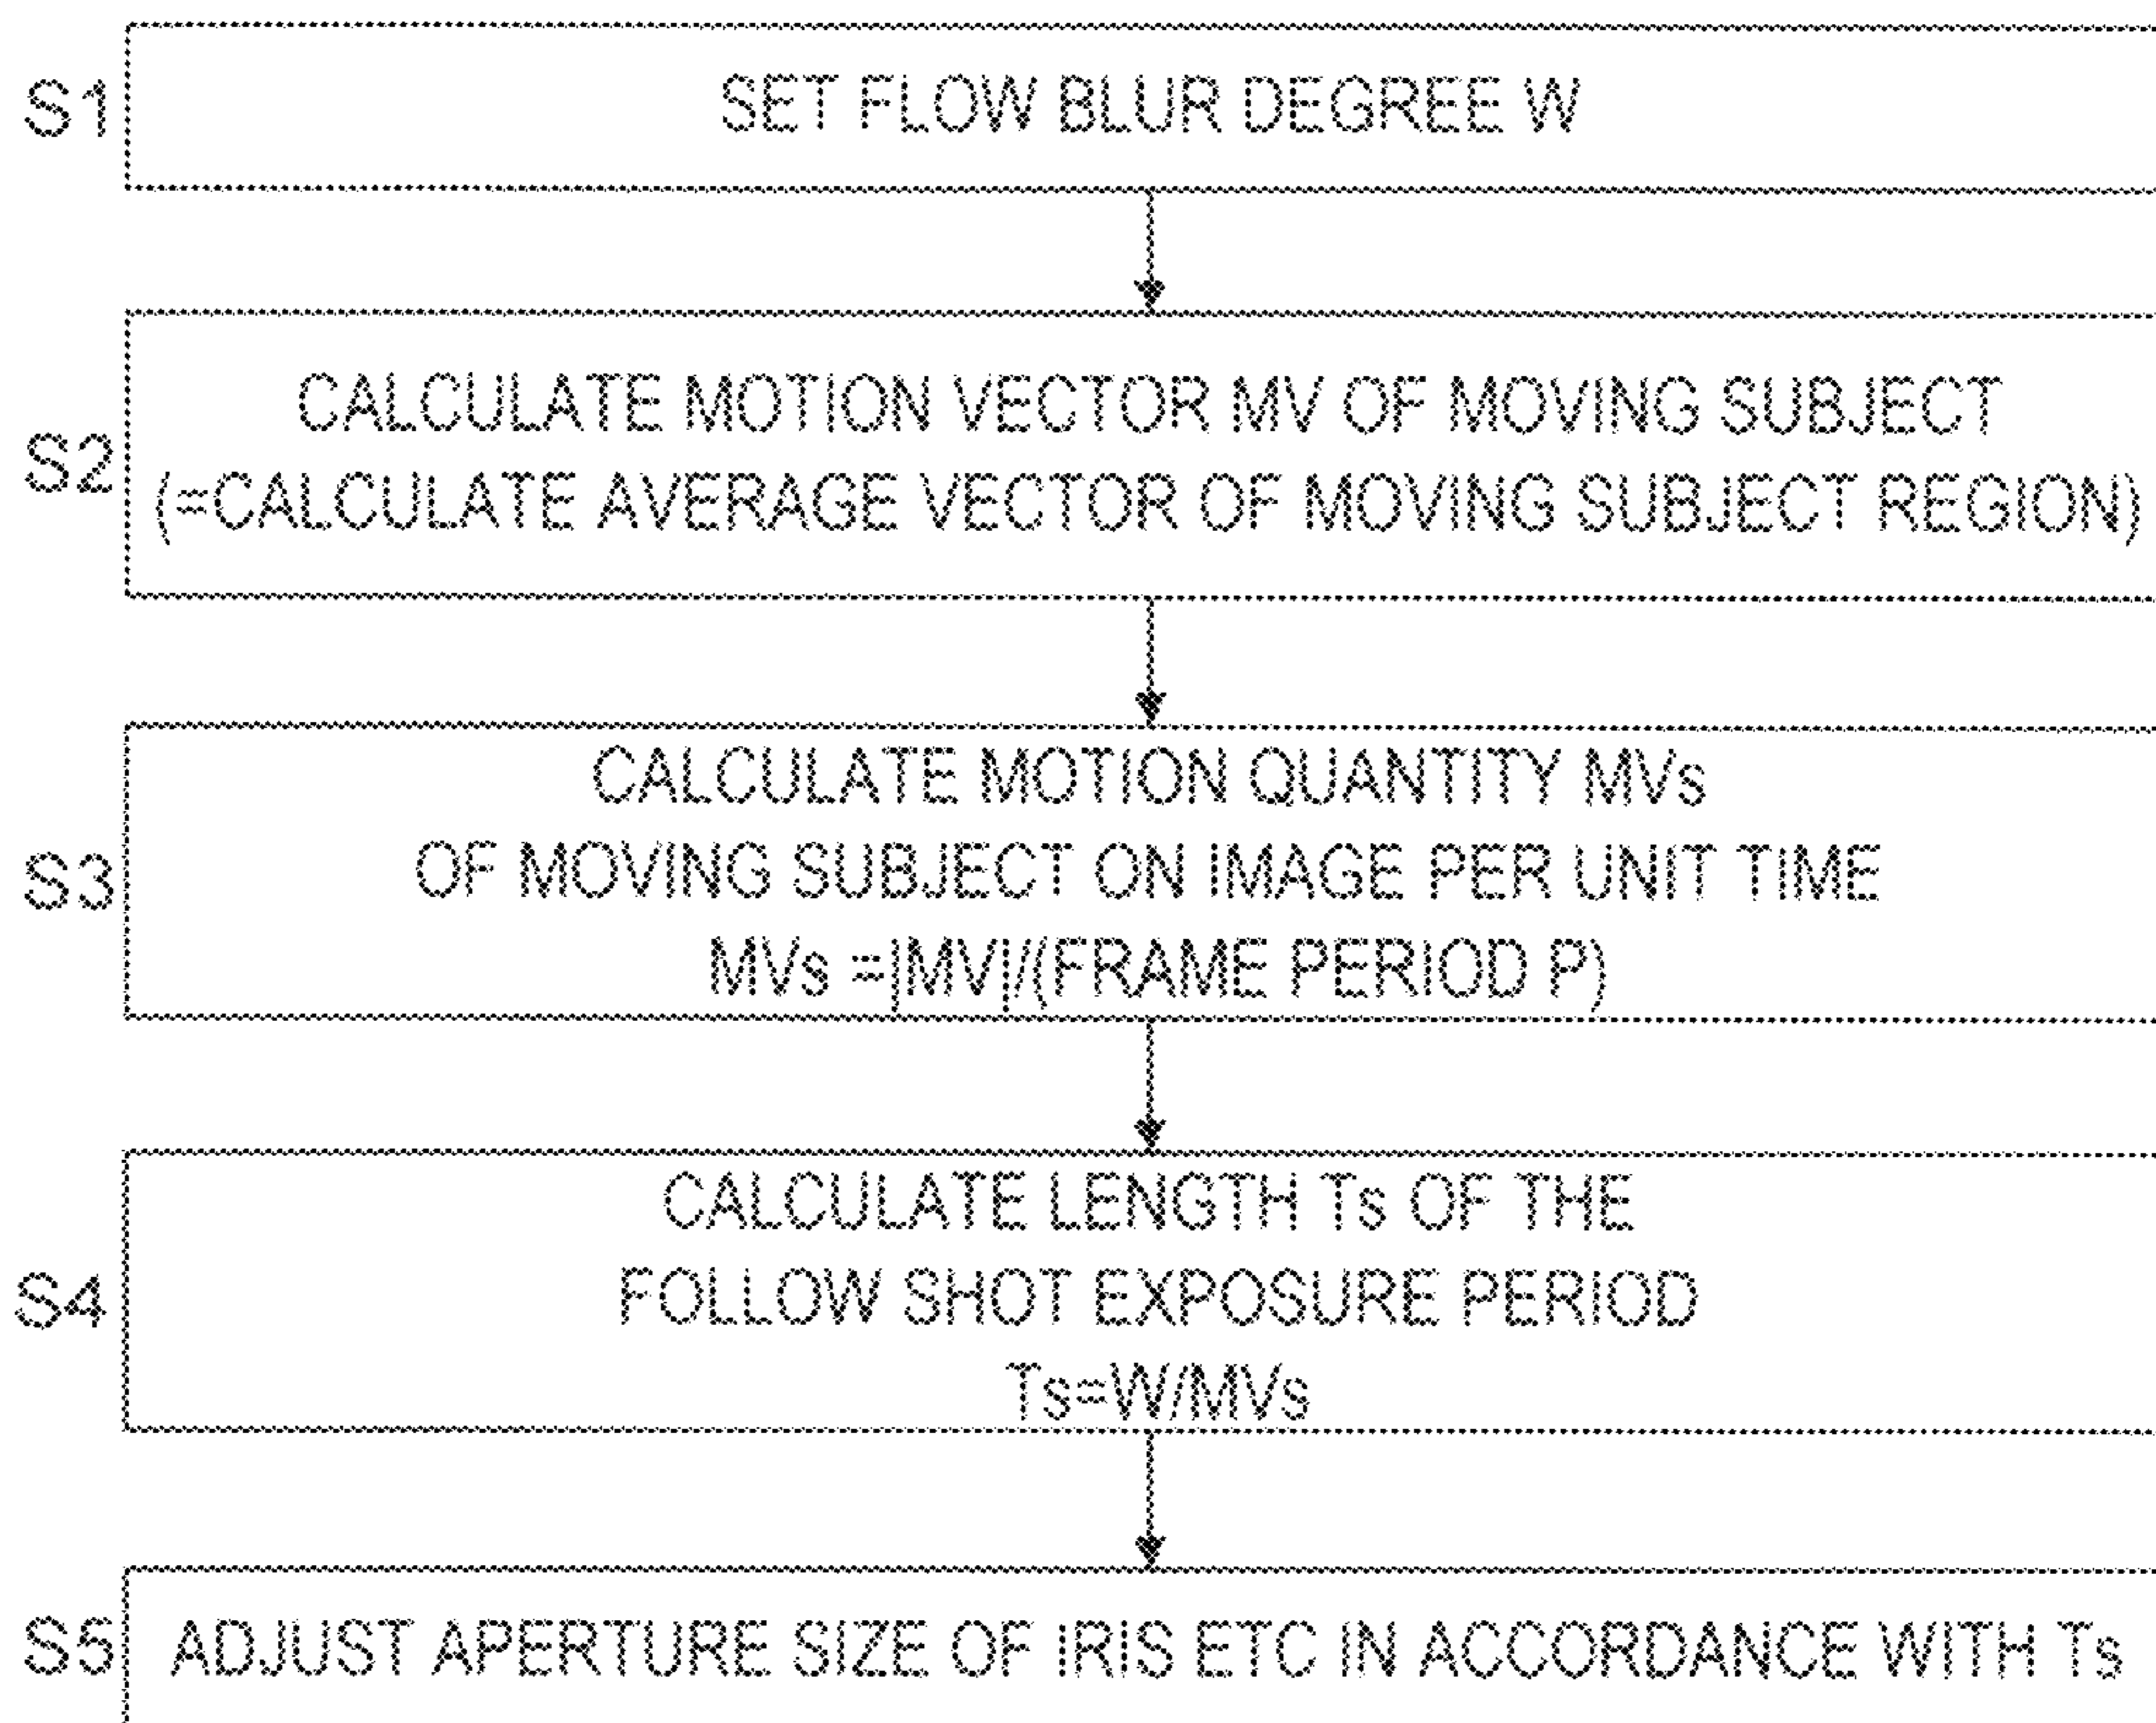 S1
SET FLOW BLUR DEGREE W
S2
CALCULATE MOTION VECTOR MV OF MOVING SUBJECT
(=CALCULATE AVERAGE VECTOR OF MOVING SUBJECT REGION)
S3
CALCULATE MOTION QUANTITY MVs
OF MOVING SUBJECT ON IMAGE PER UNIT TIME
MVs =|MV|/(FRAME PERIOD P)
S4
CALCULATE LENGTH Ts OF THE
FOLLOW SHOT EXPOSURE PERIOD
Ts=W/MVs
S5
ADJUST APERTURE SIZE OF IRIS ETC IN ACCORDANCE WITH Ts